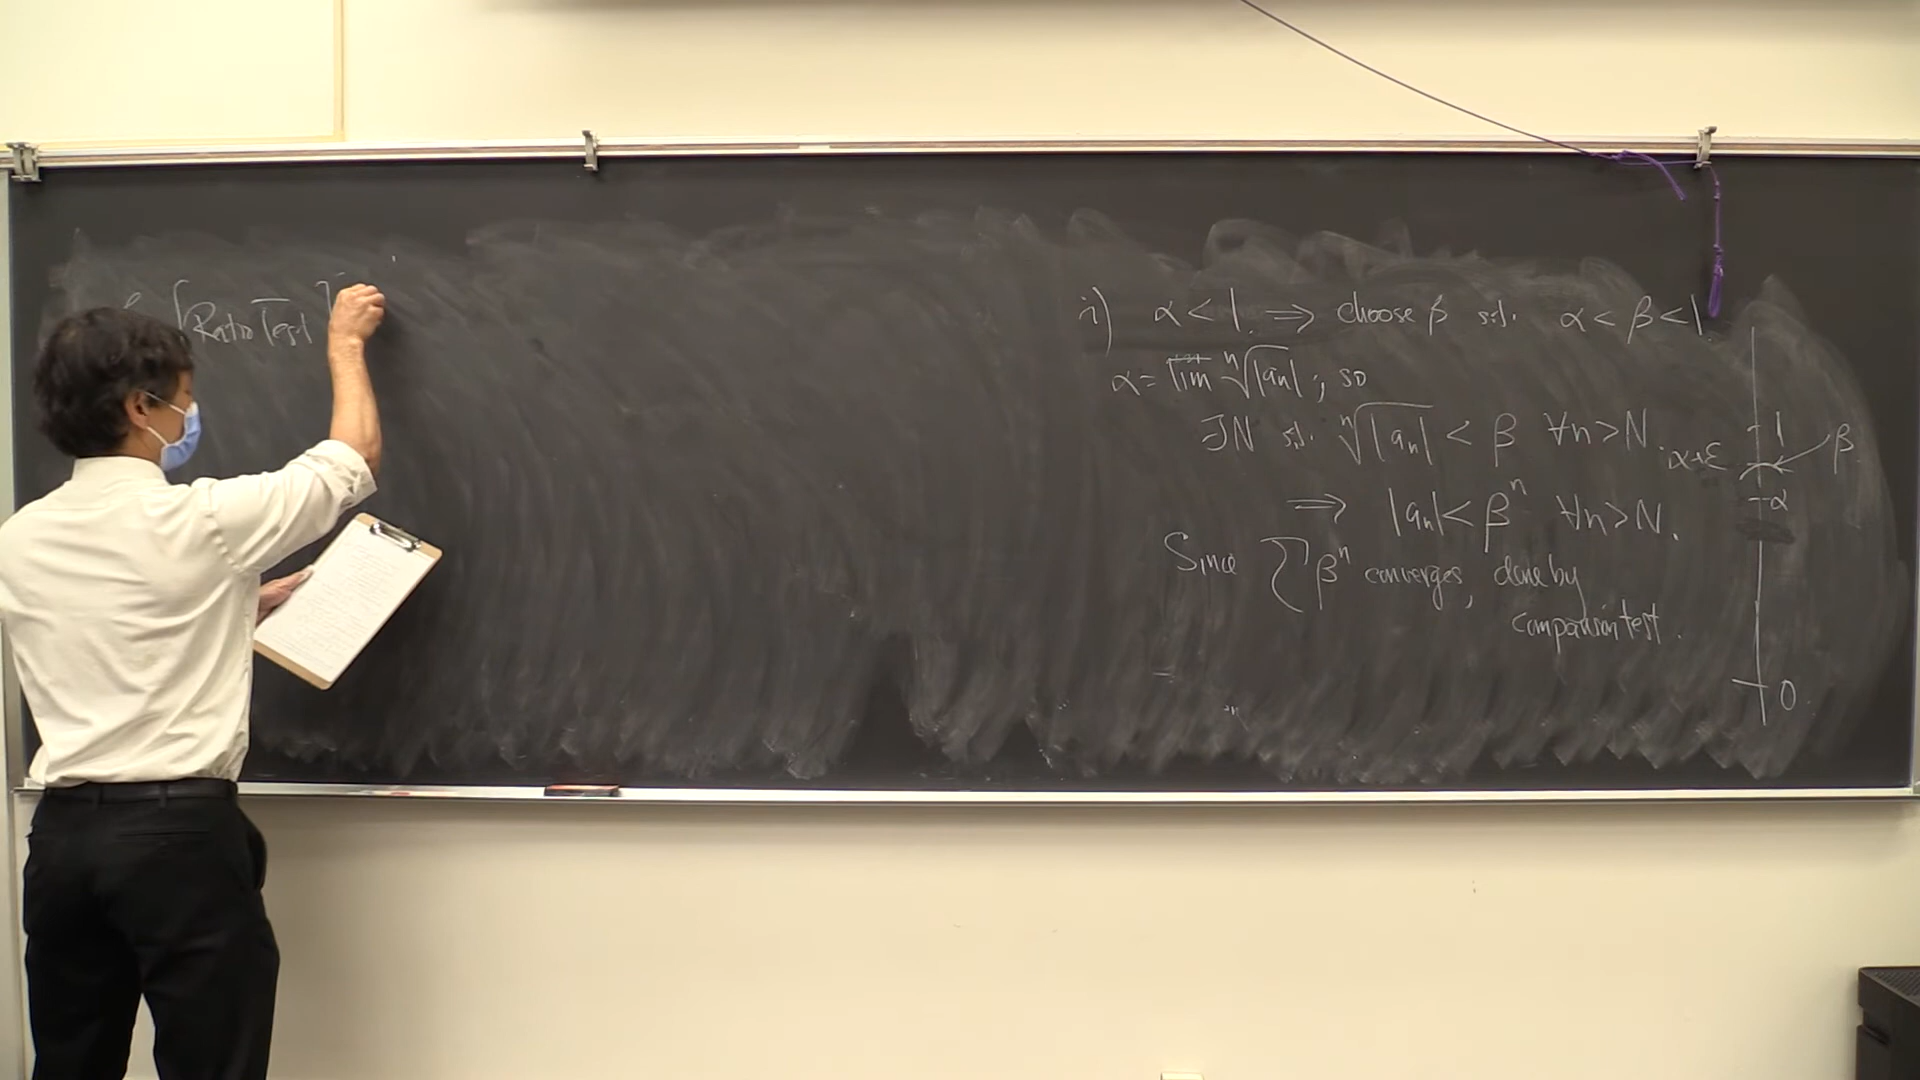 [Ratio Test]
i) α < 1. ⇒ choose β s.t. α < β < 1.
α = lim ⁿ√|aₙ|, so
∃N s.t. ⁿ√|aₙ| < β ∀n > N.
⇒ |aₙ| < βⁿ ∀n > N.
Since ∑ βⁿ converges, done by
comparison test.
1
β
α+ε
α
0